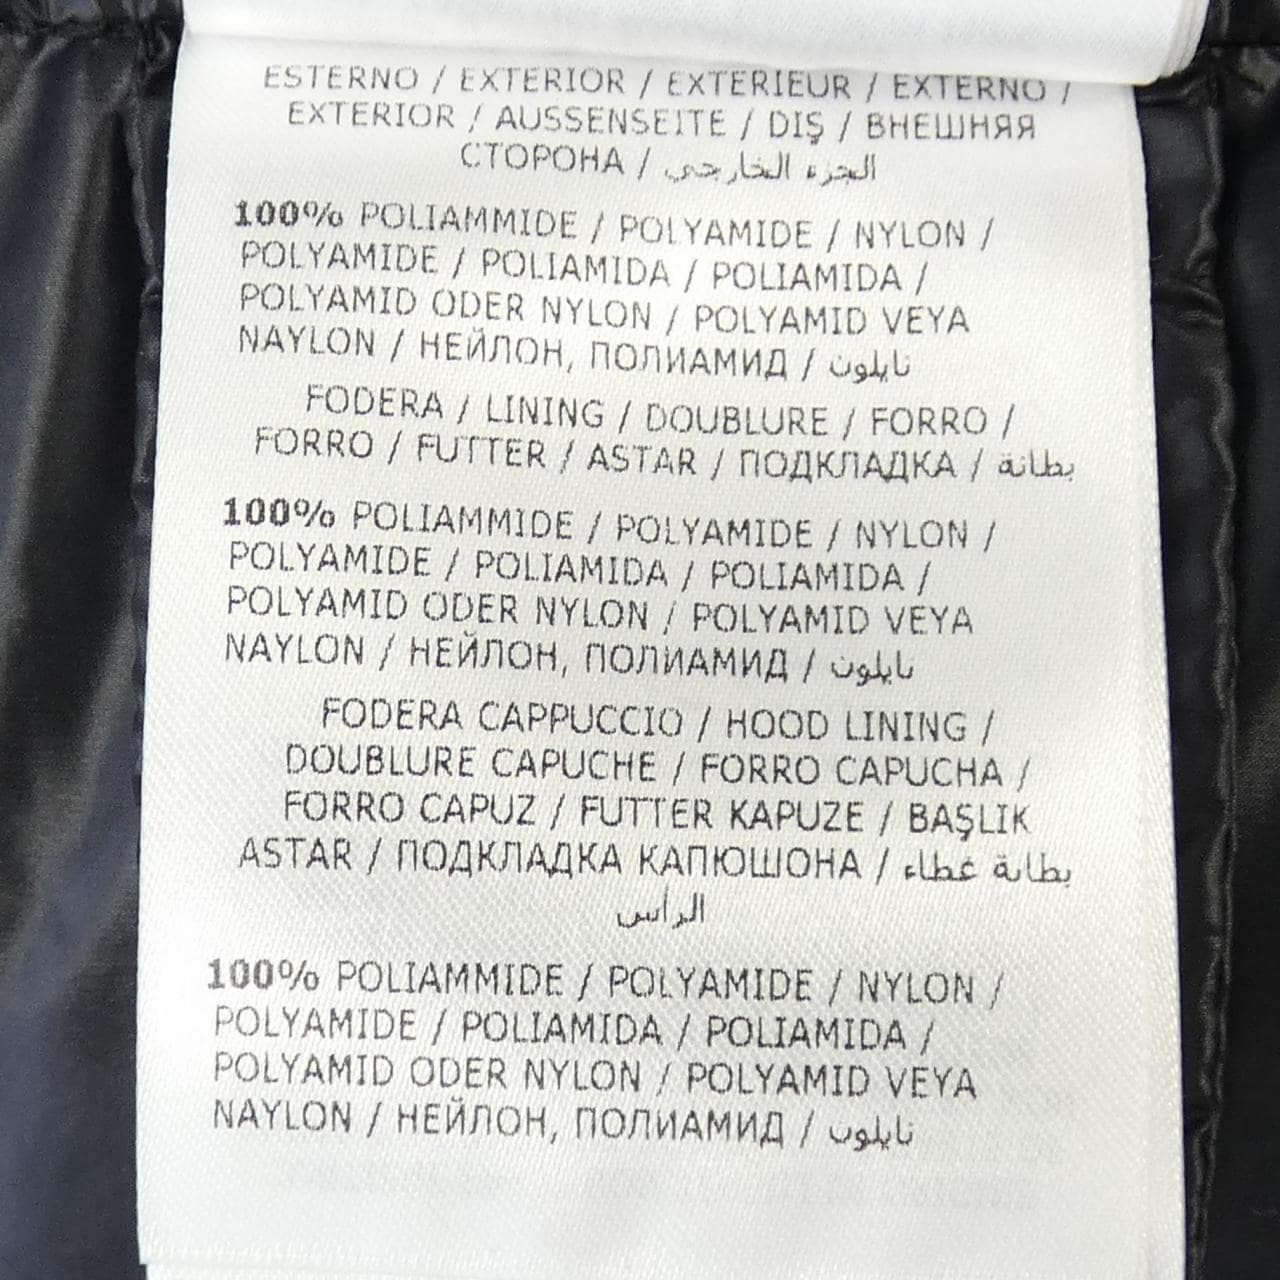 ESTERNO / EXTERIOR / EXTERIEUR / EXTERNO /
EXTERIOR / AUSSENSEITE / DIŞ / ВНЕШНЯЯ
СТОРОНА / الجزء الخارجي
100% POLIAMMIDE / POLYAMIDE / NYLON /
POLYAMIDE / POLIAMIDA / POLIAMIDA /
POLYAMID ODER NYLON / POLYAMID VEYA
NAYLON / НЕЙЛОН, ПОЛИАМИД / نايلون
FODERA / LINING / DOUBLURE / FORRO /
FORRO / FUTTER / ASTAR / ПОДКЛАДКА / بطانة
100% POLIAMMIDE / POLYAMIDE / NYLON /
POLYAMIDE / POLIAMIDA / POLIAMIDA /
POLYAMID ODER NYLON / POLYAMID VEYA
NAYLON / НЕЙЛОН, ПОЛИАМИД / نايلون
FODERA CAPPUCCIO / HOOD LINING /
DOUBLURE CAPUCHE / FORRO CAPUCHA /
FORRO CAPUZ / FUTTER KAPUZE / BAŞLIK
ASTAR / ПОДКЛАДКА КАПЮШОНА / بطانة غطاء
الرأس
100% POLIAMMIDE / POLYAMIDE / NYLON /
POLYAMIDE / POLIAMIDA / POLIAMIDA /
POLYAMID ODER NYLON / POLYAMID VEYA
NAYLON / НЕЙЛОН, ПОЛИАМИД / نايلون